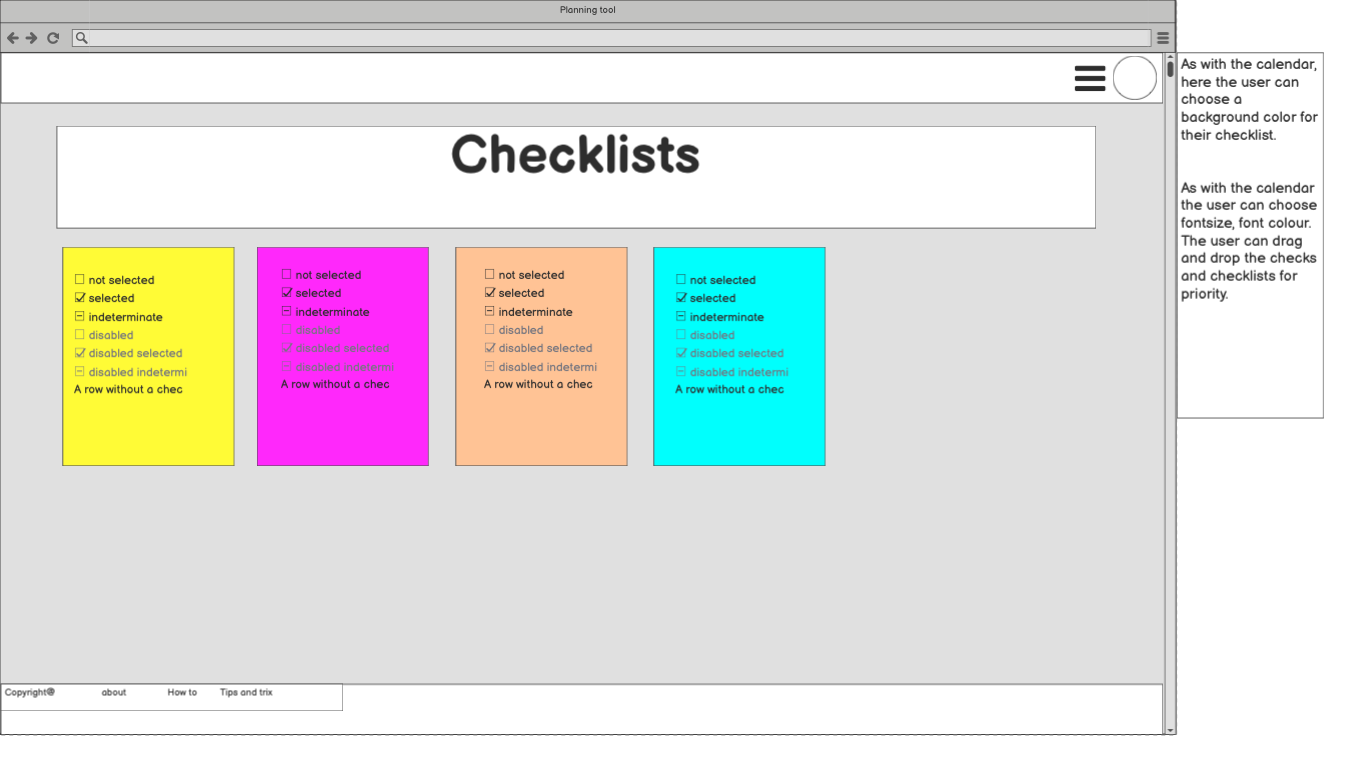 Planning tool
As with the calendar,
here the user can
choose a
background color for
their checklist.
As with the calendar
the user can choose
fontsize, font colour.
The user can drag
and drop the checks
and checklists for
priority.
Checklists
not selected
selected
indeterminate
disabled
disabled selected
disabled indetermi
A row without a chec
not selected
selected
indeterminate
disabled
disabled selected
disabled indetermi
A row without a chec
not selected
selected
indeterminate
disabled
disabled selected
disabled indetermi
A row without a chec
not selected
selected
indeterminate
disabled
disabled selected
disabled indetermi
A row without a chec
Copyright@ about How to Tips and trix